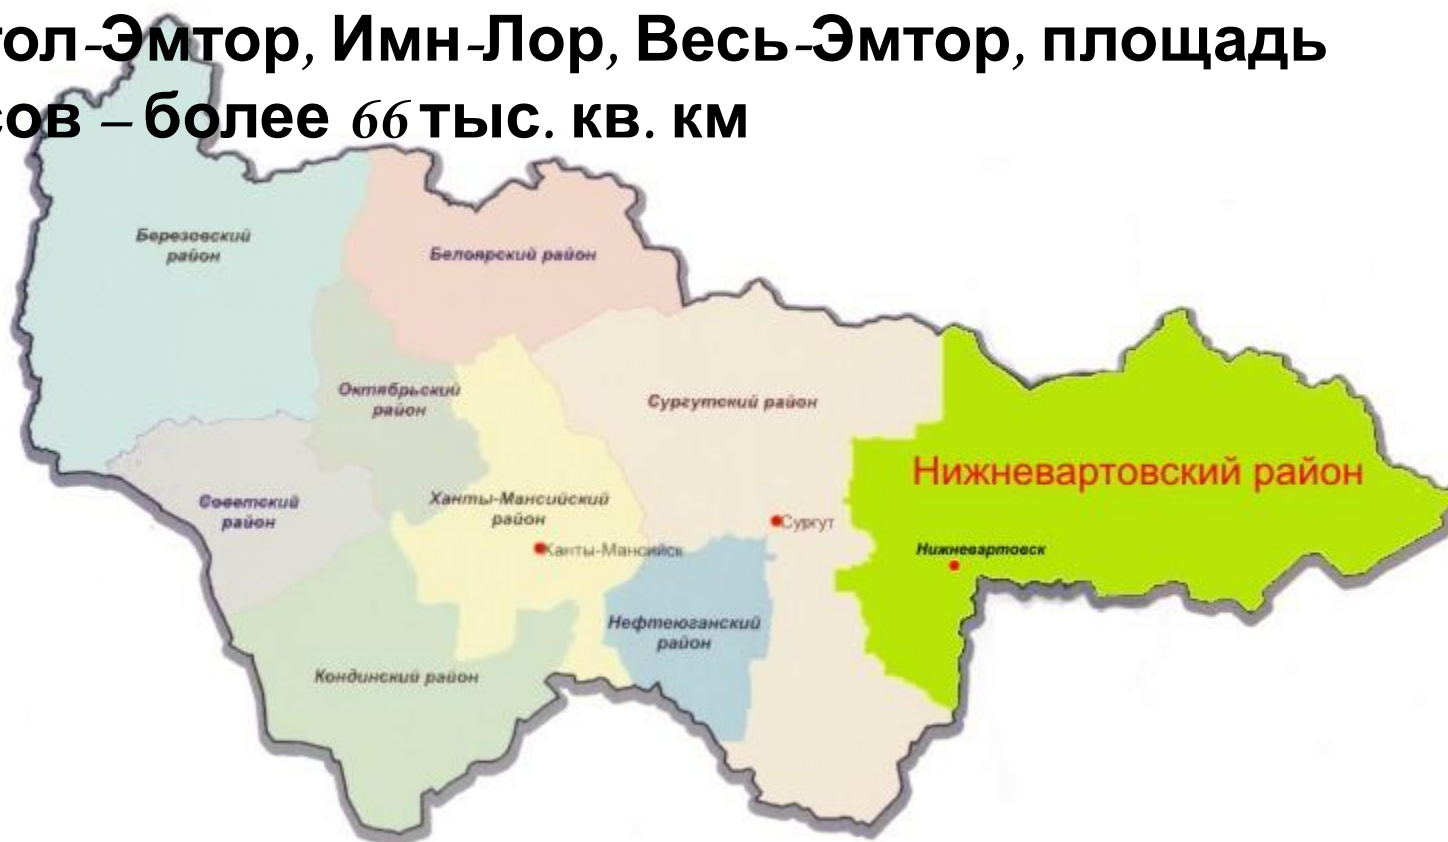 тол-Эмтор, Имн-Лор, Весь-Эмтор, площадь
сов – более 66 тыс. кв. км
Березовский
район
Белоярский район
Октябрьский
район
Сургутский район
Нижневартовский район
Советский
район
Ханты-Мансийский
район
Сургут
Ханты-Мансийск
Нижневартовск
Нефтеюганский
район
Кондинский район